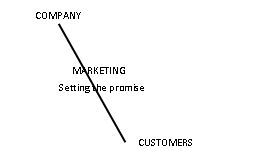 COMPANY
MARKETING
Setting the promise
CUSTOMERS